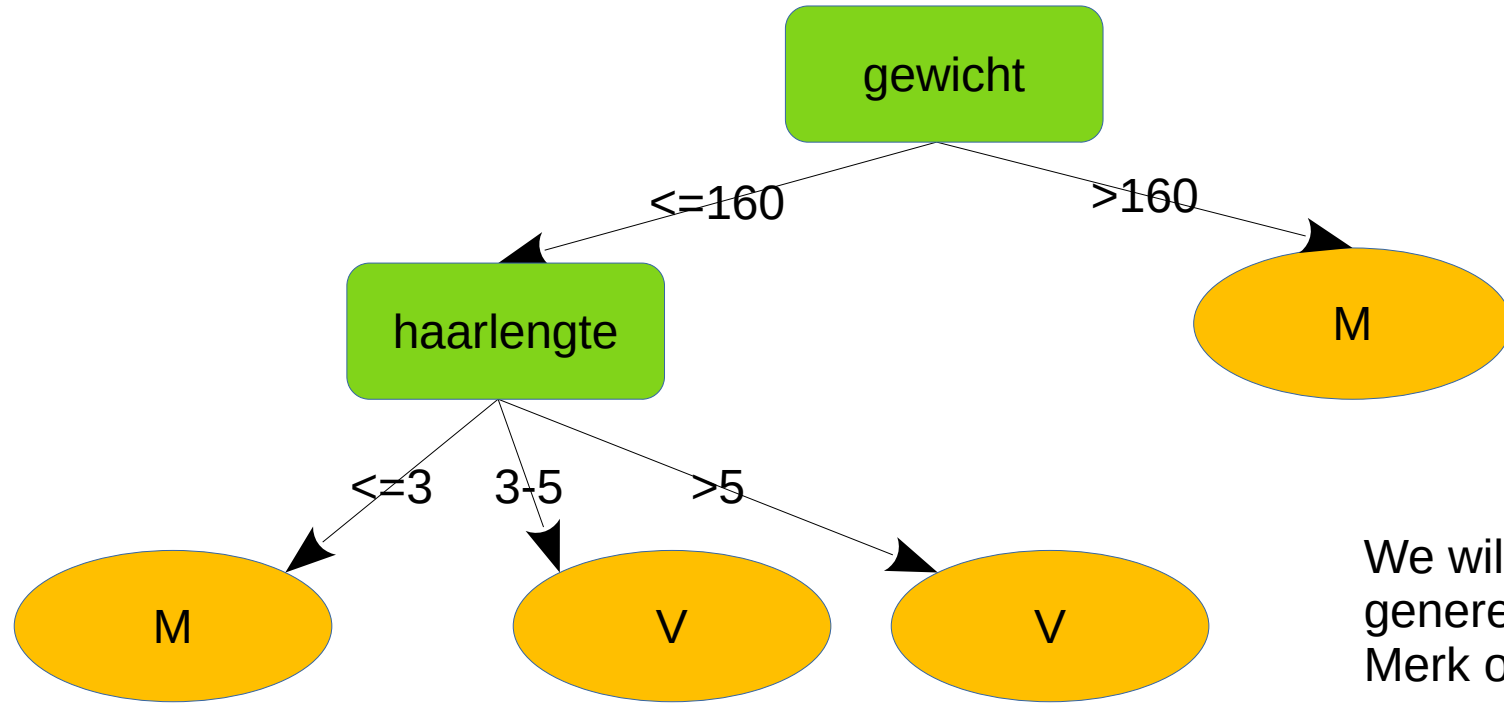 gewicht
<=160
>160
haarlengte
M
<=3
3-5
>5
M
V
V
We wil
genere
Merk o